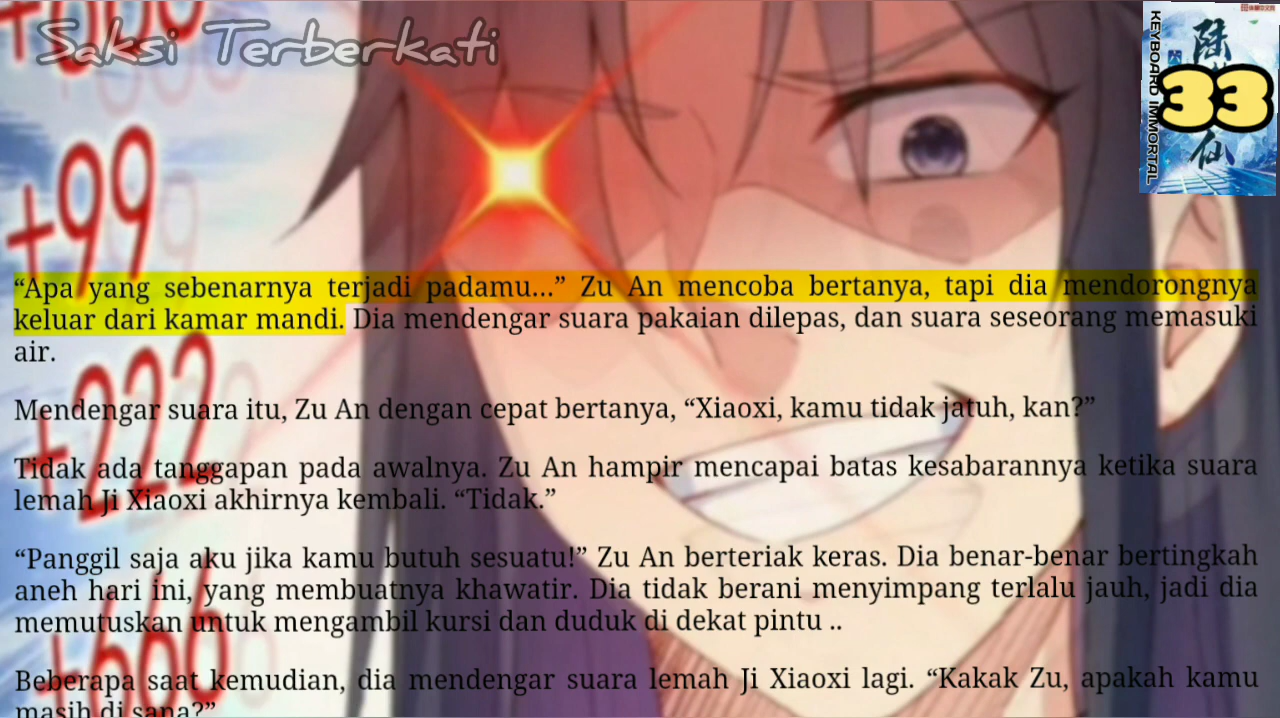 Saksi Terberkati
+666
+99
+222
+666
KEYBOARD IMMORTAL
33
仙
“Apa yang sebenarnya terjadi padamu...” Zu An mencoba bertanya, tapi dia mendorongnya
keluar dari kamar mandi. Dia mendengar suara pakaian dilepas, dan suara seseorang memasuki
air.
Mendengar suara itu, Zu An dengan cepat bertanya, “Xiaoxi, kamu tidak jatuh, kan?”
Tidak ada tanggapan pada awalnya. Zu An hampir mencapai batas kesabarannya ketika suara
lemah Ji Xiaoxi akhirnya kembali. “Tidak.”
“Panggil saja aku jika kamu butuh sesuatu!” Zu An berteriak keras. Dia benar-benar bertingkah
aneh hari ini, yang membuatnya khawatir. Dia tidak berani menyimpang terlalu jauh, jadi dia
memutuskan untuk mengambil kursi dan duduk di dekat pintu ..
Beberapa saat kemudian, dia mendengar suara lemah Ji Xiaoxi lagi. “Kakak Zu, apakah kamu
masih di sana?”